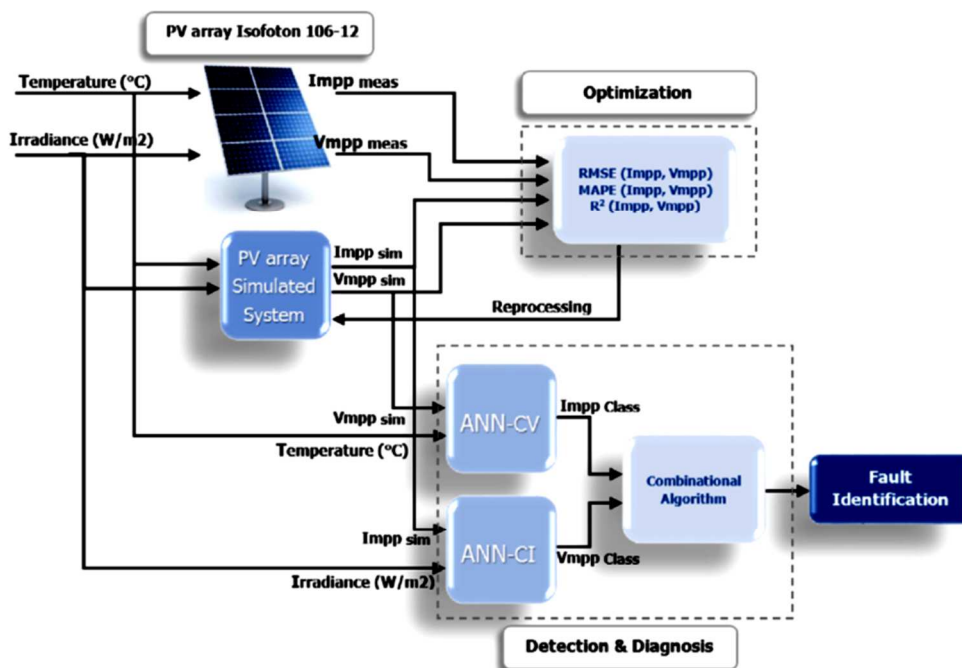 PV array Isofoton 106-12
Temperature (°C)
Impp meas
Optimization
Irradiance (W/m2)
Vmpp meas
RMSE (Impp, Vmpp)
MAPE (Impp, Vmpp)
R² (Impp, Vmpp)
PV array
Simulated
System
Impp sim
Vmpp sim
Reprocessing
ANN-CV
Impp Class
Vmpp sim
Temperature (°C)
Combinational
Algorithm
Fault
Identification
Impp sim
ANN-CI
Vmpp Class
Irradiance (W/m2)
Detection & Diagnosis